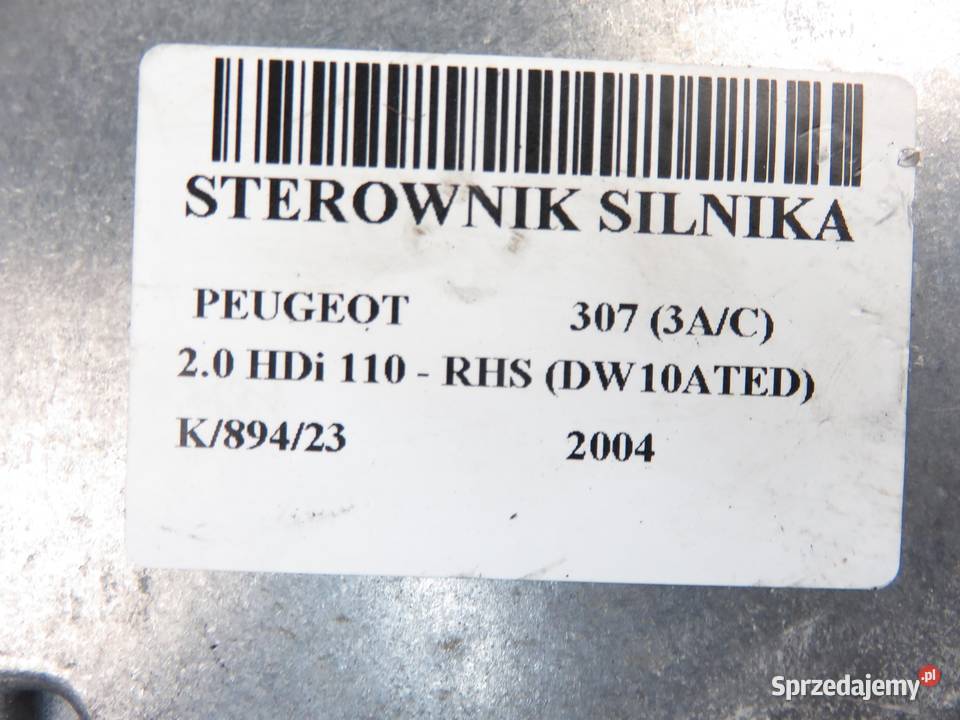 STEROWNIK SILNIKA
PEUGEOT 307 (3A/C)
2.0 HDi 110 - RHS (DW10ATED)
K/894/23 2004
Sprzedajemy.pl